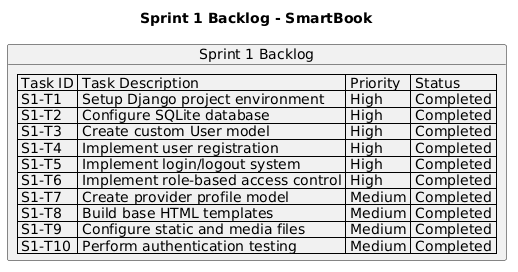 Sprint 1 Backlog - SmartBook
Sprint 1 Backlog
Task ID Task Description Priority Status
S1-T1 Setup Django project environment High Completed
S1-T2 Configure SQLite database High Completed
S1-T3 Create custom User model High Completed
S1-T4 Implement user registration High Completed
S1-T5 Implement login/logout system High Completed
S1-T6 Implement role-based access control High Completed
S1-T7 Create provider profile model Medium Completed
S1-T8 Build base HTML templates Medium Completed
S1-T9 Configure static and media files Medium Completed
S1-T10 Perform authentication testing Medium Completed